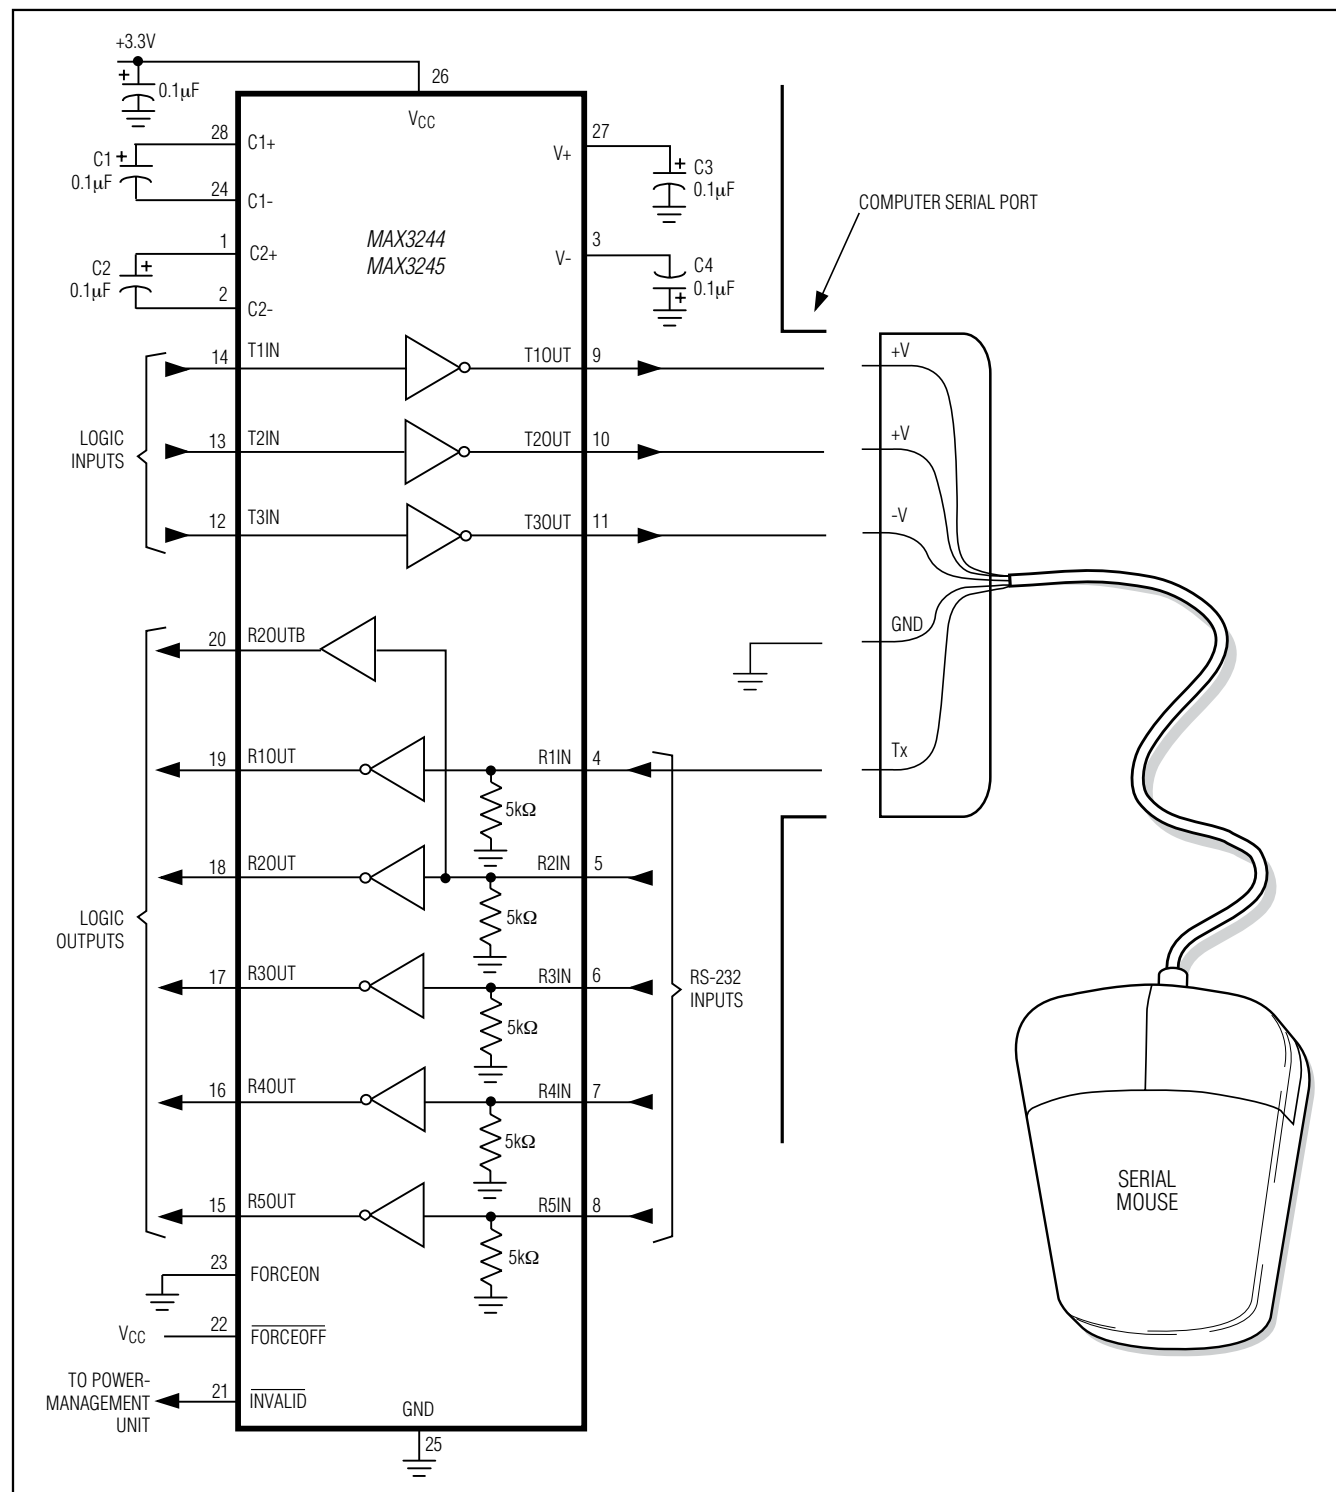 +3.3V
+
0.1μF
26
VCC
28
C1+
C1
+
0.1μF
24
C1-
27
V+
+
C3
0.1μF
1
C2+
C2
+
0.1μF
2
C2-
3
V-
C4
+
0.1μF
MAX3244
MAX3245
COMPUTER SERIAL PORT
LOGIC
INPUTS
14
T1IN
T1OUT
9
13
T2IN
T2OUT
10
12
T3IN
T3OUT
11
+V
+V
-V
GND
Tx
20
R2OUTB
19
R1OUT
R1IN
4
5kΩ
18
R2OUT
R2IN
5
5kΩ
LOGIC
OUTPUTS
17
R3OUT
R3IN
6
5kΩ
RS-232
INPUTS
16
R4OUT
R4IN
7
5kΩ
15
R5OUT
R5IN
8
5kΩ
23
FORCEON
VCC
22
FORCEOFF
TO POWER-
MANAGEMENT
UNIT
21
INVALID
GND
25
SERIAL
MOUSE